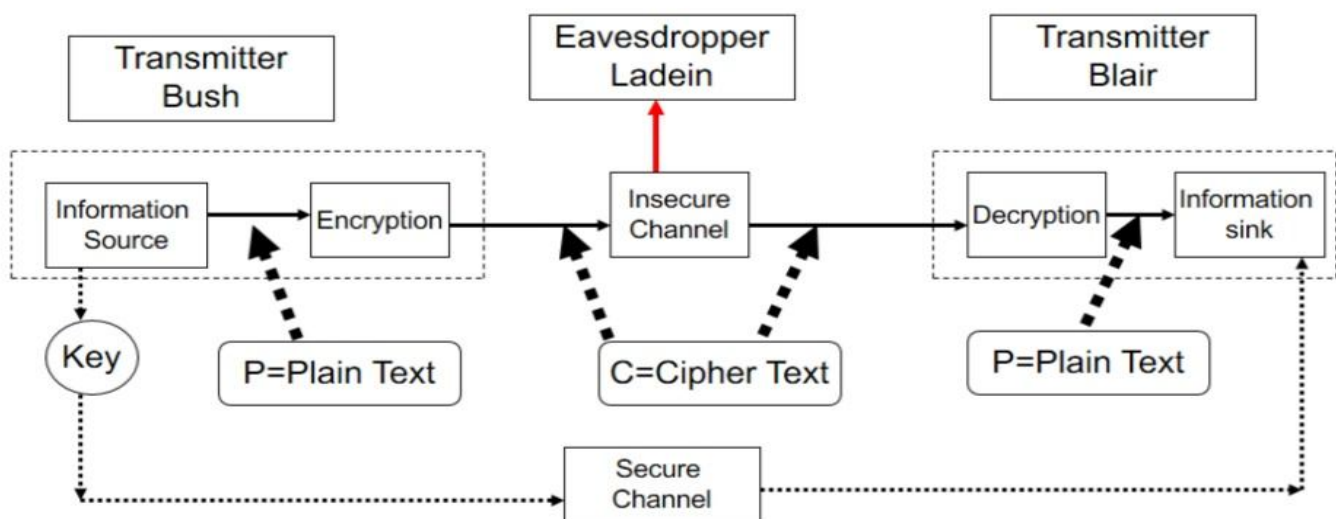 Transmitter
Bush
Eavesdropper
Ladein
Transmitter
Blair
Information
Source
Encryption
Insecure
Channel
Decryption
Information
sink
Key
P=Plain Text
C=Cipher Text
P=Plain Text
Secure
Channel